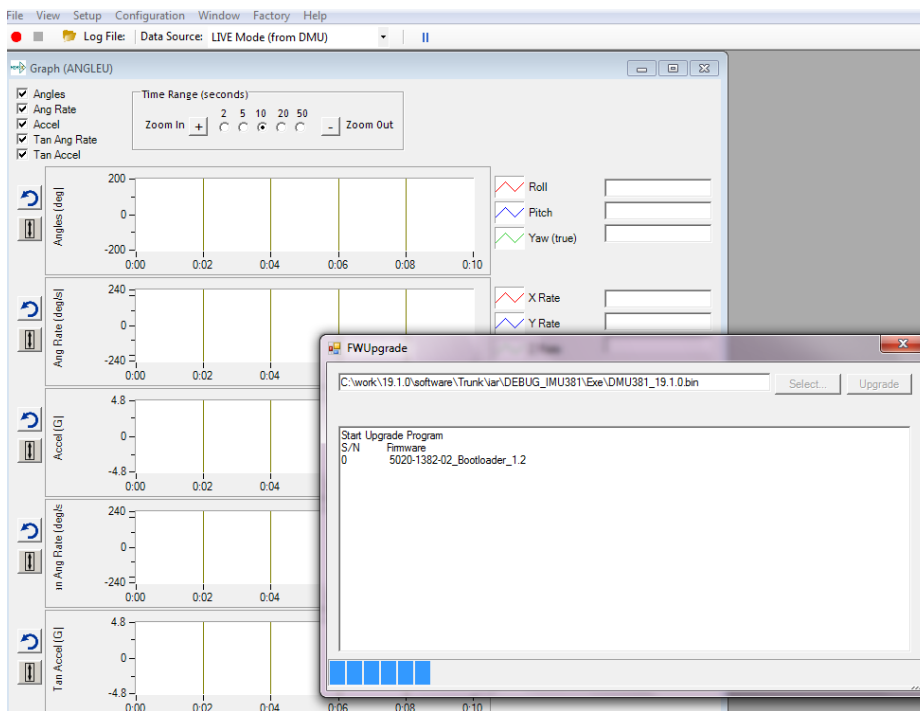 File View Setup Configuration Window Factory Help
Log File: Data Source: LIVE Mode (from DMU)
Graph (ANGLEU)
Angles
Ang Rate
Accel
Tan Ang Rate
Tan Accel
Time Range (seconds)
2 5 10 20 50
Zoom In + - Zoom Out
Angles (deg)
200
0
-200
0:00 0:02 0:04 0:06 0:08 0:10
Roll
Pitch
Yaw (true)
Ang Rate (deg/s)
240
0
-240
X Rate
Y Rate
FWUpgrade
C:\work\19.1.0\software\Trunk\iar\DEBUG_IMU381\Exe\DMU381_19.1.0.bin
Select... Upgrade
Start Upgrade Program
S/N Firmware
0 5020-1382-02_Bootloader_1.2
0:00 0:02 0:04
Accel (G)
4.8
0
-4.8
0:00 0:02 0:04
Ang Rate (deg/s
240
0
-240
0:00 0:02 0:04
Tan Accel (G)
4.8
0
-4.8
0:00 0:02 0:04 0:06 0:08 0:10